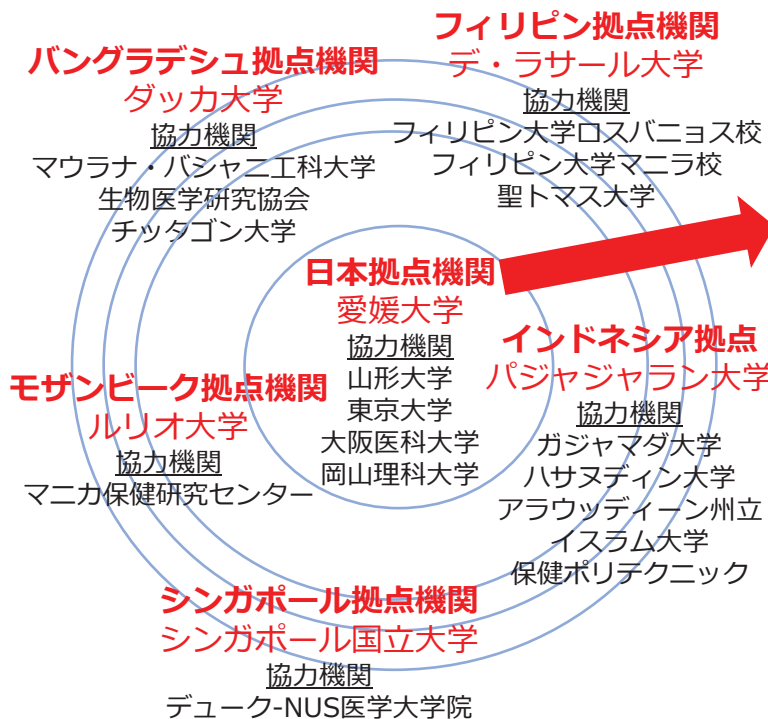 フィリピン拠点機関
デ・ラサール大学
協力機関
フィリピン大学ロスバニョス校
フィリピン大学マニラ校
聖トマス大学
バングラデシュ拠点機関
ダッカ大学
協力機関
マウラナ・バシャニ工科大学
生物医学研究協会
チッタゴン大学
日本拠点機関
愛媛大学
協力機関
山形大学
東京大学
大阪医科大学
岡山理科大学
インドネシア拠点
パジャジャラン大学
協力機関
ガジャマダ大学
ハサヌディン大学
アラウッディーン州立
イスラム大学
保健ポリテクニック
モザンビーク拠点機関
ルリオ大学
協力機関
マニカ保健研究センター
シンガポール拠点機関
シンガポール国立大学
協力機関
デューク-NUS医学大学院